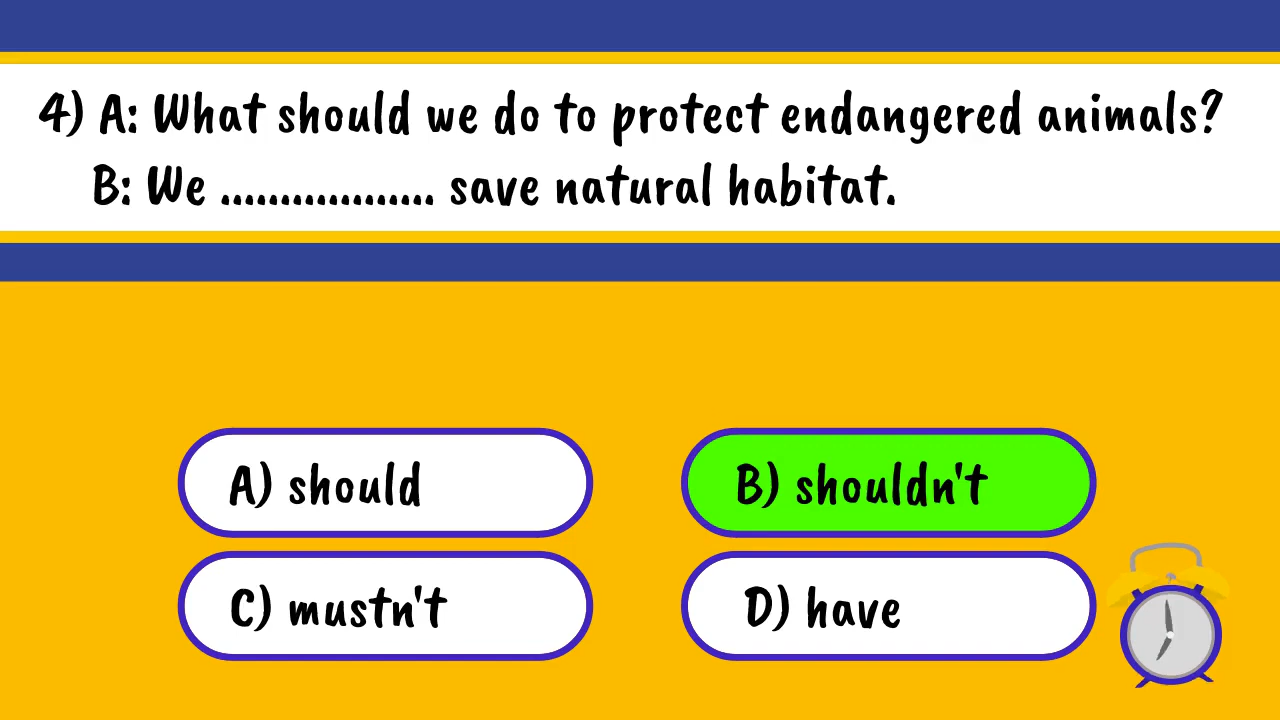 4) A: What should we do to protect endangered animals?
B: We .................. save natural habitat.
A) should
B) shouldn't
C) mustn't
D) have